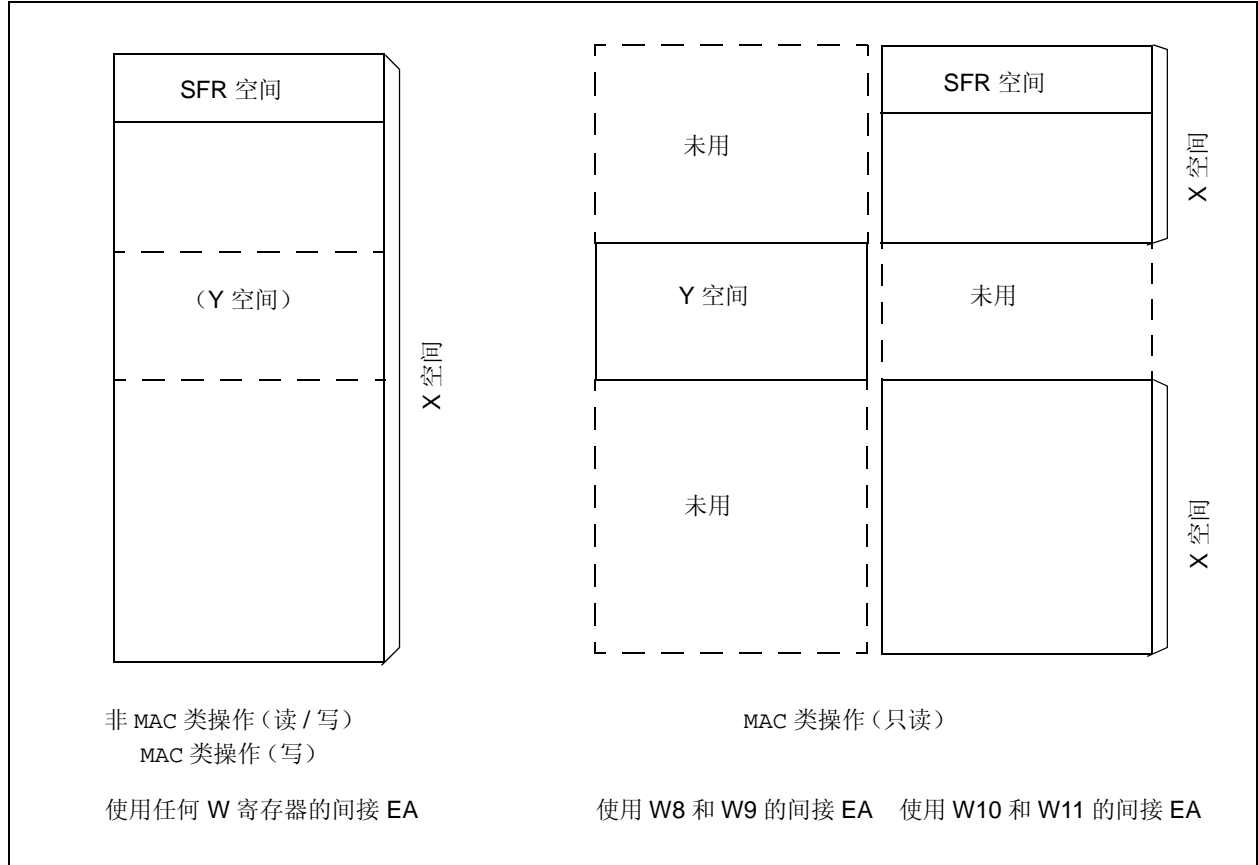 SFR 空间
（Y 空间）
X 空间
未用
Y 空间
未用
SFR 空间
未用
X 空间
X 空间
非 MAC 类操作（读 / 写）
MAC 类操作（写）
MAC 类操作（只读）
使用任何 W 寄存器的间接 EA
使用 W8 和 W9 的间接 EA
使用 W10 和 W11 的间接 EA